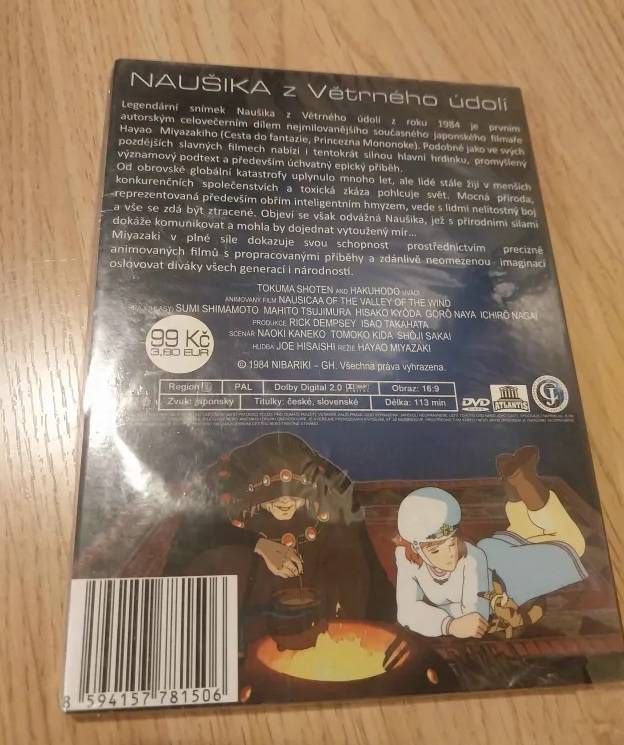 NAUŠIKA z Větrného údolí
Legendární snímek Naušika z Větrného údolí z roku 1984 je prvním
autorským celovečerním dílem nejmilovanějšího současného japonského filmaře
Hayao Miyazakiho (Cesta do fantazie, Princezna Mononoke). Podobně jako ve svých
pozdějších slavných filmech nabízí i tentokrát silnou hlavní hrdinku, promyšlený
významový podtext a především úchvatný epický příběh.
Od obrovské globální katastrofy uplynulo mnoho let, ale lidé stále žijí v menších
konkurenčních společenstvích a toxická zkáza pohlcuje svět. Mocná příroda,
reprezentovaná především obřím inteligentním hmyzem, vede s lidmi nelítostný boj
a vše se zdá být ztracené. Objeví se však odvážná Naušika, jež s přírodními silami
dokáže komunikovat a mohla by dojednat vytoužený mír...
Miyazaki v plné síle dokazuje svou schopnost prostřednictvím precizně
animovaných filmů s propracovanými příběhy a zdánlivě neomezenou imaginací
oslovovat diváky všech generací i národností.
TOKUMA SHOTEN AND HAKUHODO UVÁDÍ
ANIMOVANÝ FILM NAUSICAA OF THE VALLEY OF THE WIND
SUMI SHIMAMOTO MAHITO TSUJIMURA HISAKO KYŌDA GORŌ NAYA ICHIRŌ NAGAI
PRODUKCE RICK DEMPSEY ISAO TAKAHATA
SCENÁŘ NAOKI KANEKO TOMOKO KIDA SHŌJI SAKAI
HUDBA JOE HISAISHI REŽIE HAYAO MIYAZAKI
99 Kč
3,80 EUR
© 1984 NIBARIKI - GH. Všechna práva vyhrazena.
Region PAL Dolby Digital 2.0 Obraz: 16:9
Zvuk: japonsky Titulky: české, slovenské Délka: 113 min
DVD
ATLANTIS
8 594157 781506